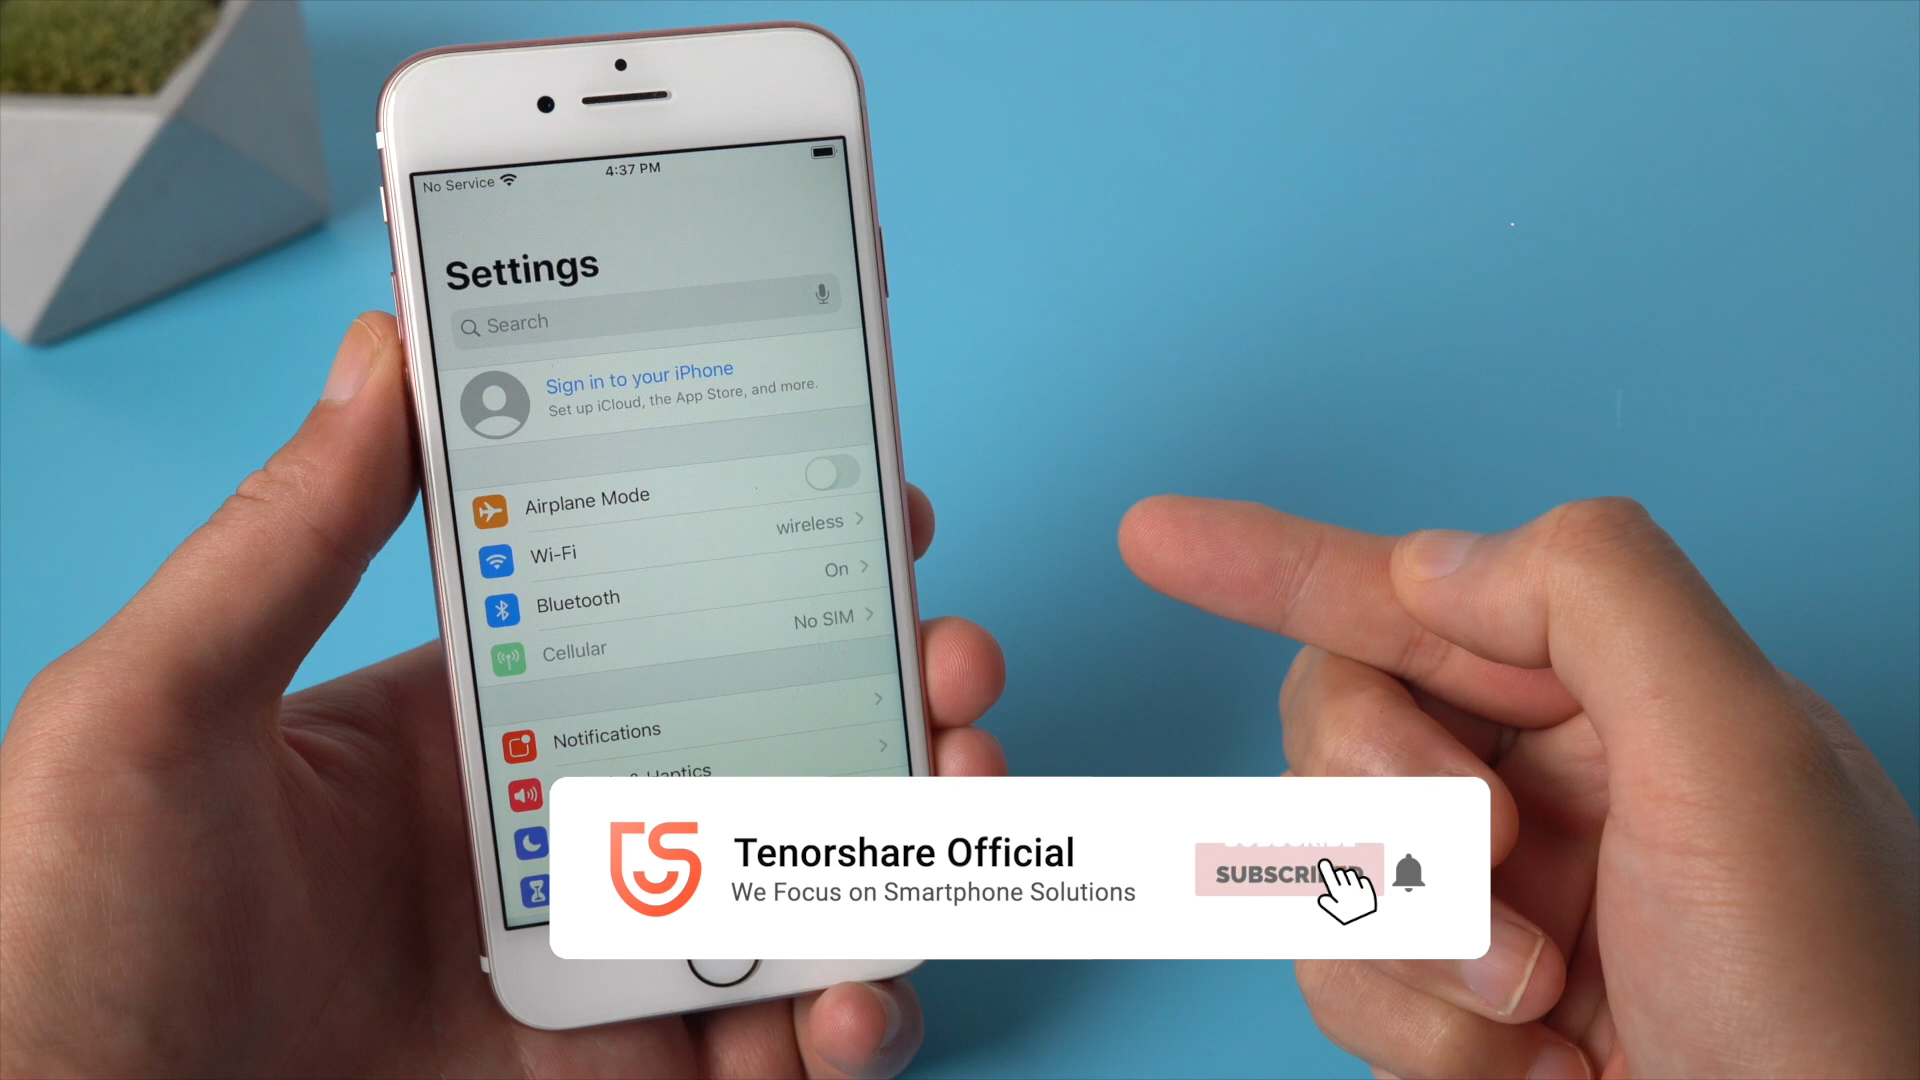 No Service
4:37 PM
Settings
Search
Sign in to your iPhone
Set up iCloud, the App Store, and more.
Airplane Mode
Wi-Fi
wireless
Bluetooth
On
Cellular
No SIM
Notifications
& Haptics
Tenorshare Official
We Focus on Smartphone Solutions